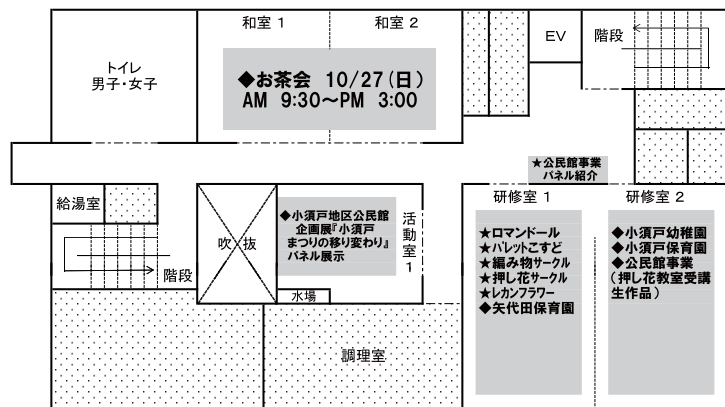 和室1
和室2
EV
階段
トイレ
男子・女子
◆お茶会 10/27(日)
AM 9:30～PM 3:00
★公民館事業
パネル紹介
給湯室
研修室1
研修室2
◆小須戸地区公民館
企画展『小須戸
まつりの移り変わり』
パネル展示
吹抜
活動室1
階段
水場
★ロマンドール
★パレットこすど
★編み物サークル
★押し花サークル
★レカンフラワー
◆矢代田保育園
◆小須戸幼稚園
◆小須戸保育園
◆公民館事業
(押し花教室受講
生作品)
調理室